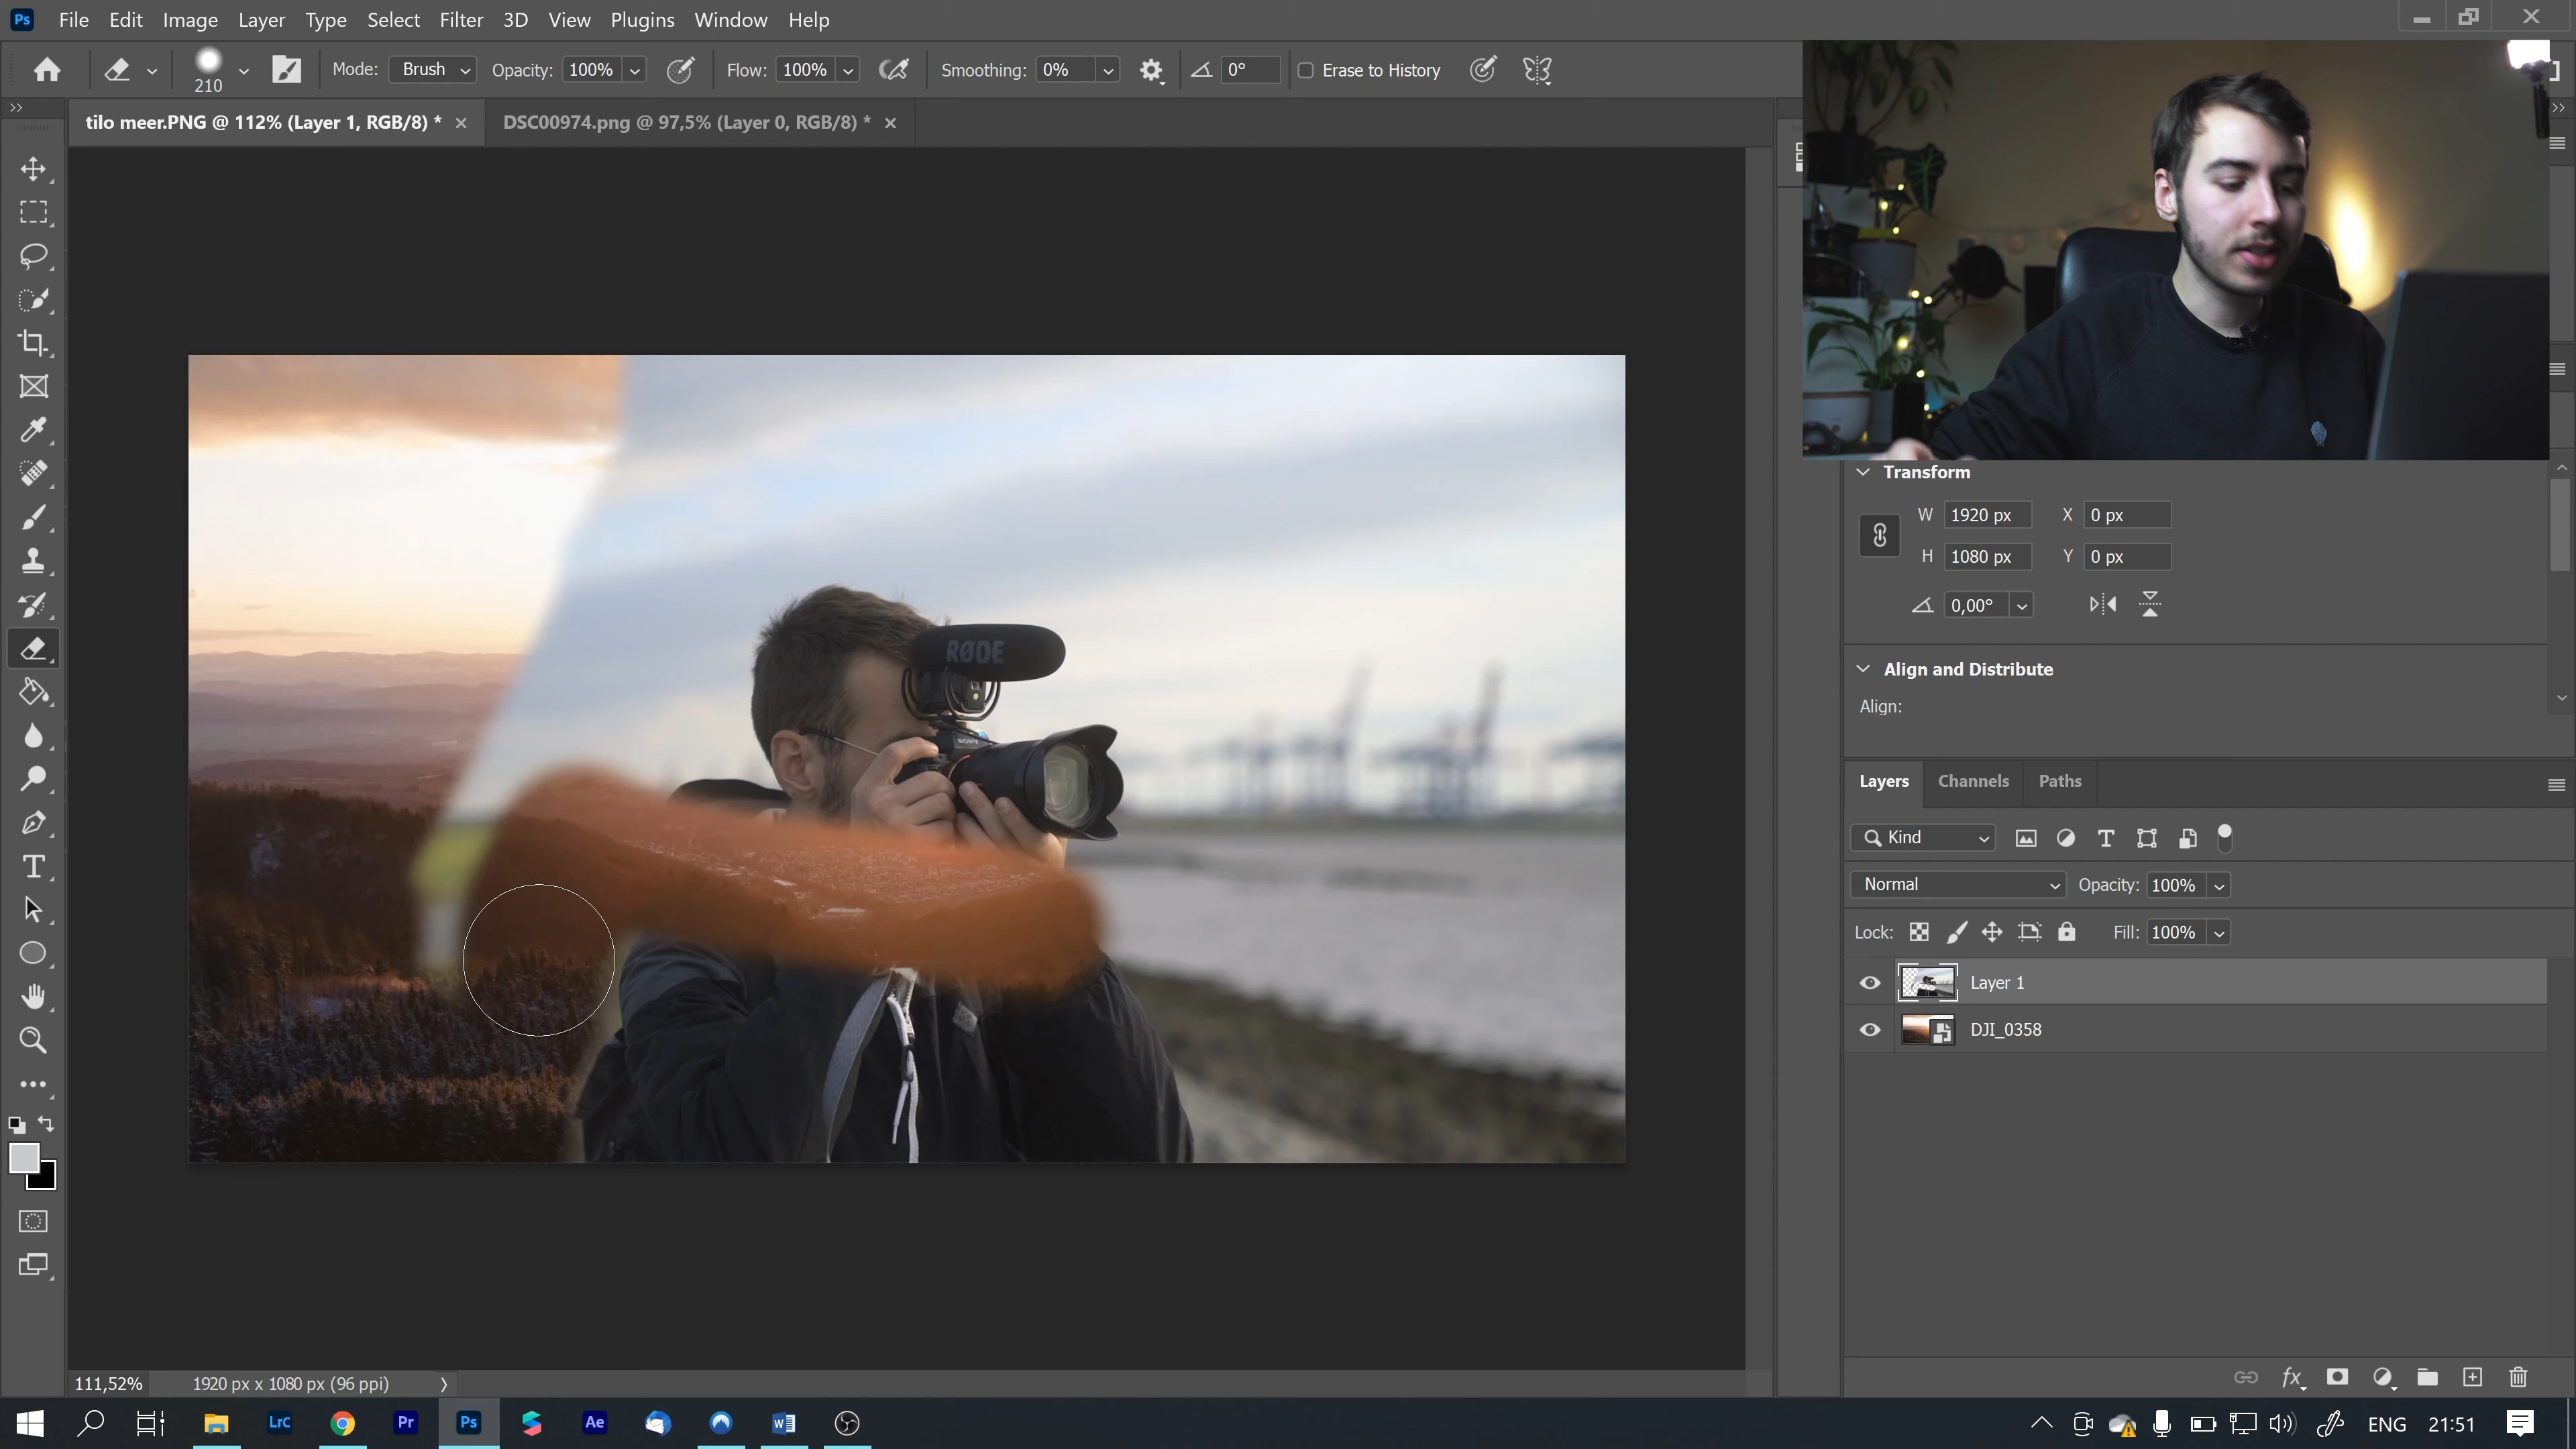 Ps File Edit Image Layer Type Select Filter 3D View Plugins Window Help
210 Mode: Brush Opacity: 100% Flow: 100% Smoothing: 0% 0° Erase to History
tilo meer.PNG @ 112% (Layer 1, RGB/8) * DSC00974.png @ 97,5% (Layer 0, RGB/8) *
RØDE
SONY
Transform
W 1920 px X 0 px
H 1080 px Y 0 px
0,00°
Align and Distribute
Align:
Layers Channels Paths
Kind
Normal Opacity: 100%
Lock: Fill: 100%
Layer 1
DJI_0358
fx
111,52% 1920 px x 1080 px (96 ppi)
LrC Pr Ps Ae W ENG 21:51